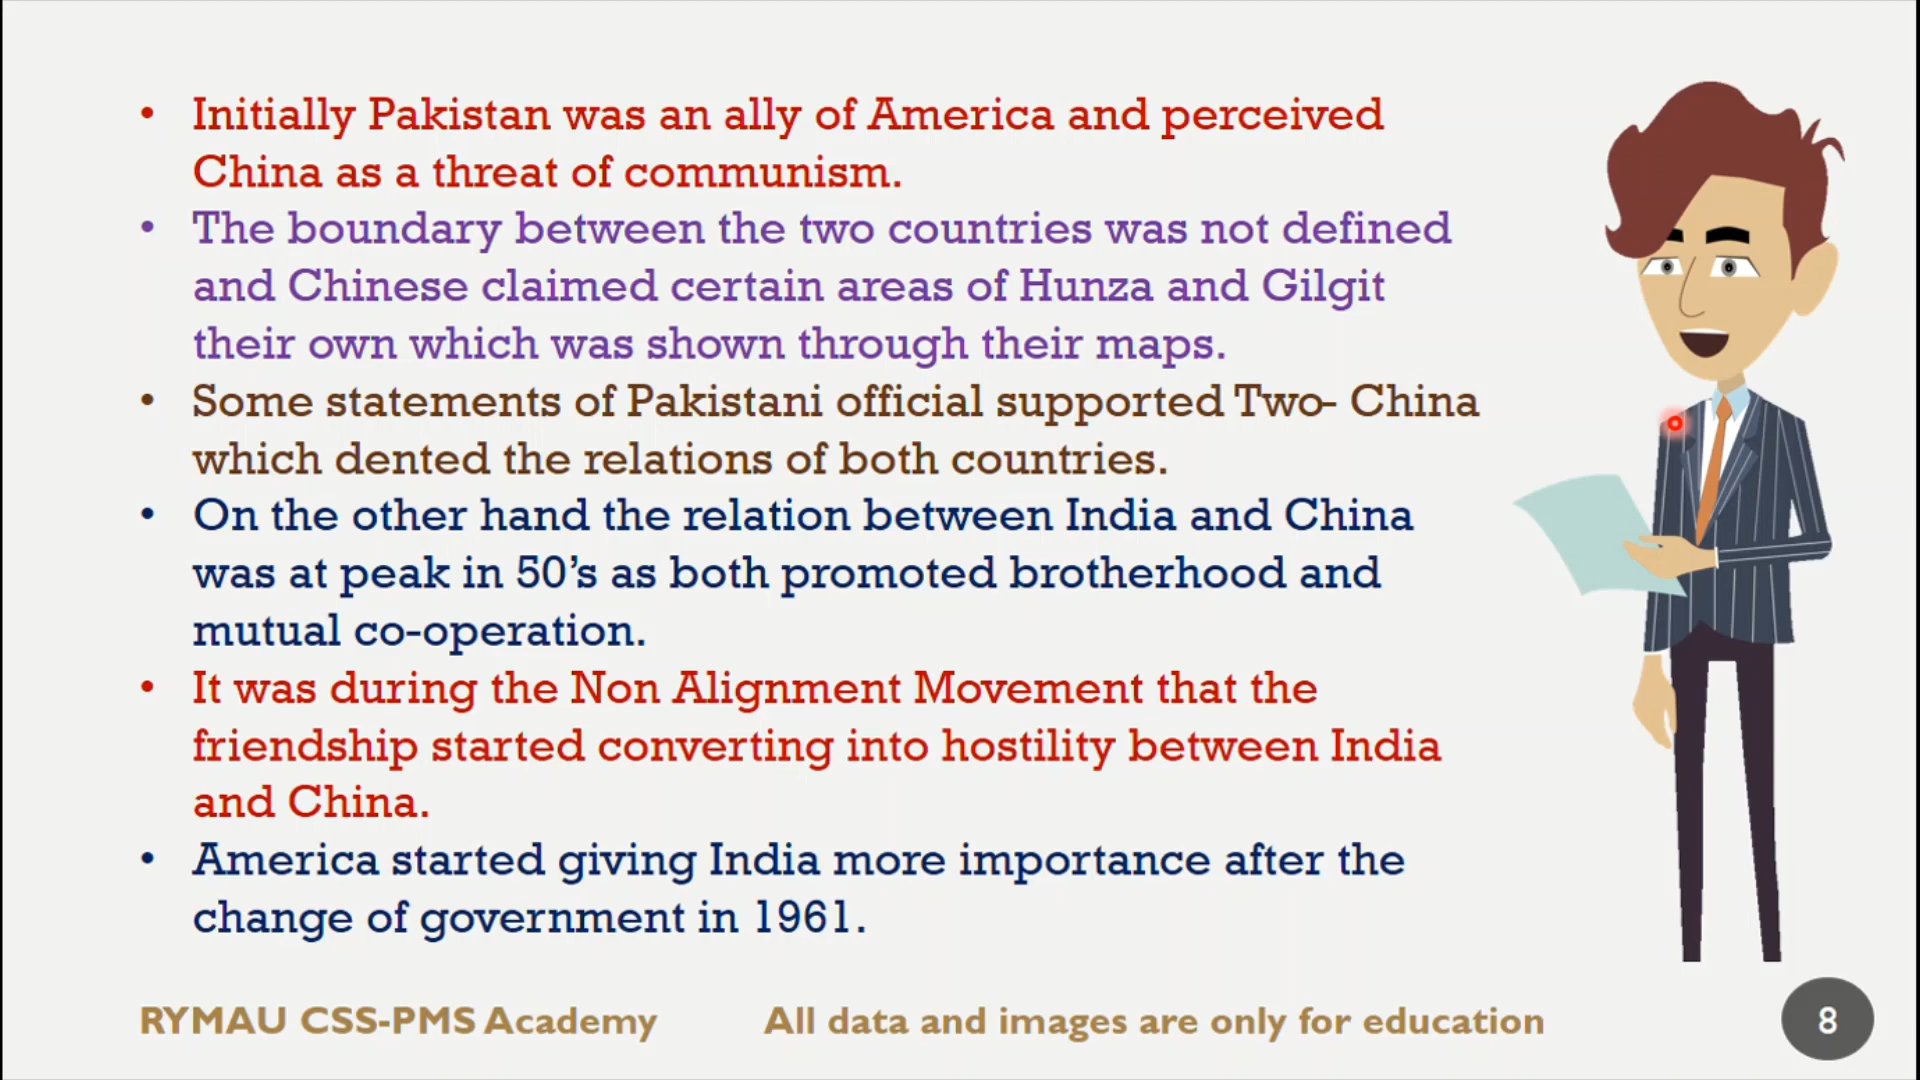 • Initially Pakistan was an ally of America and perceived
China as a threat of communism.
• The boundary between the two countries was not defined
and Chinese claimed certain areas of Hunza and Gilgit
their own which was shown through their maps.
• Some statements of Pakistani official supported Two- China
which dented the relations of both countries.
• On the other hand the relation between India and China
was at peak in 50’s as both promoted brotherhood and
mutual co-operation.
• It was during the Non Alignment Movement that the
friendship started converting into hostility between India
and China.
• America started giving India more importance after the
change of government in 1961.
RYMAU CSS-PMS Academy All data and images are only for education 8